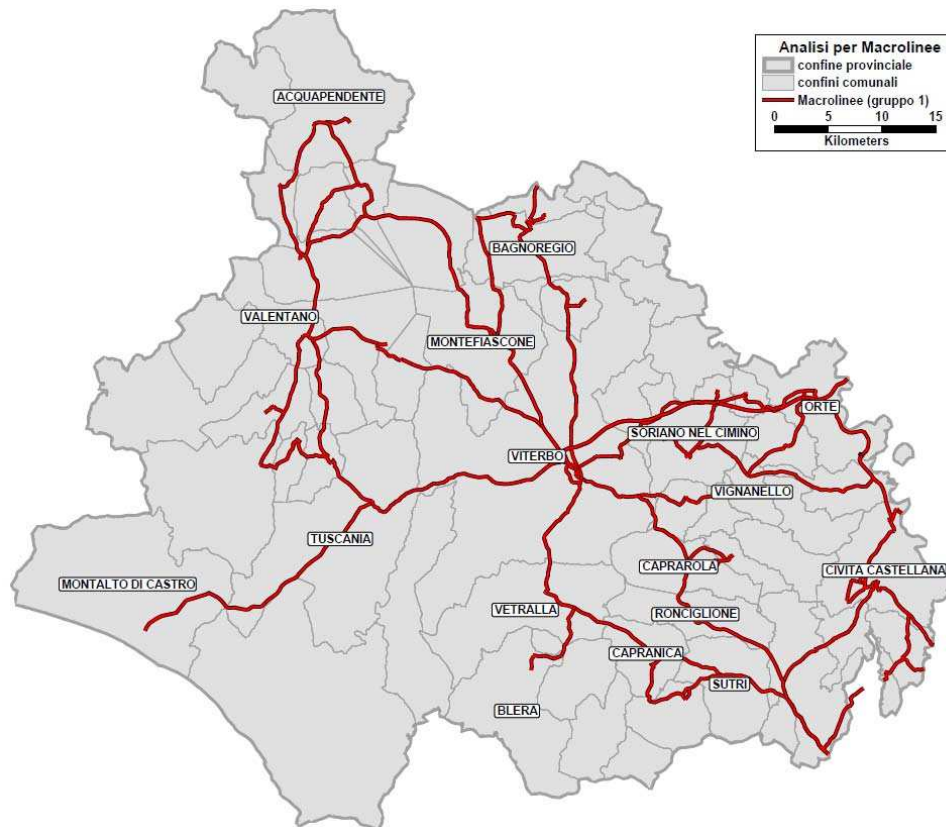 Analisi per Macrolinee
confine provinciale
confini comunali
Macrolinee (gruppo 1)
0 5 10 15
Kilometers
ACQUAPENDENTE
BAGNOREGIO
VALENTANO
MONTEFIASCONE
ORTE
SORIANO NEL CIMINO
VITERBO
VIGNANELLO
TUSCANIA
CAPRAROLA
CIVITA CASTELLANA
MONTALTO DI CASTRO
VETRALLA
RONCIGLIONE
CAPRANICA
SUTRI
BLERA